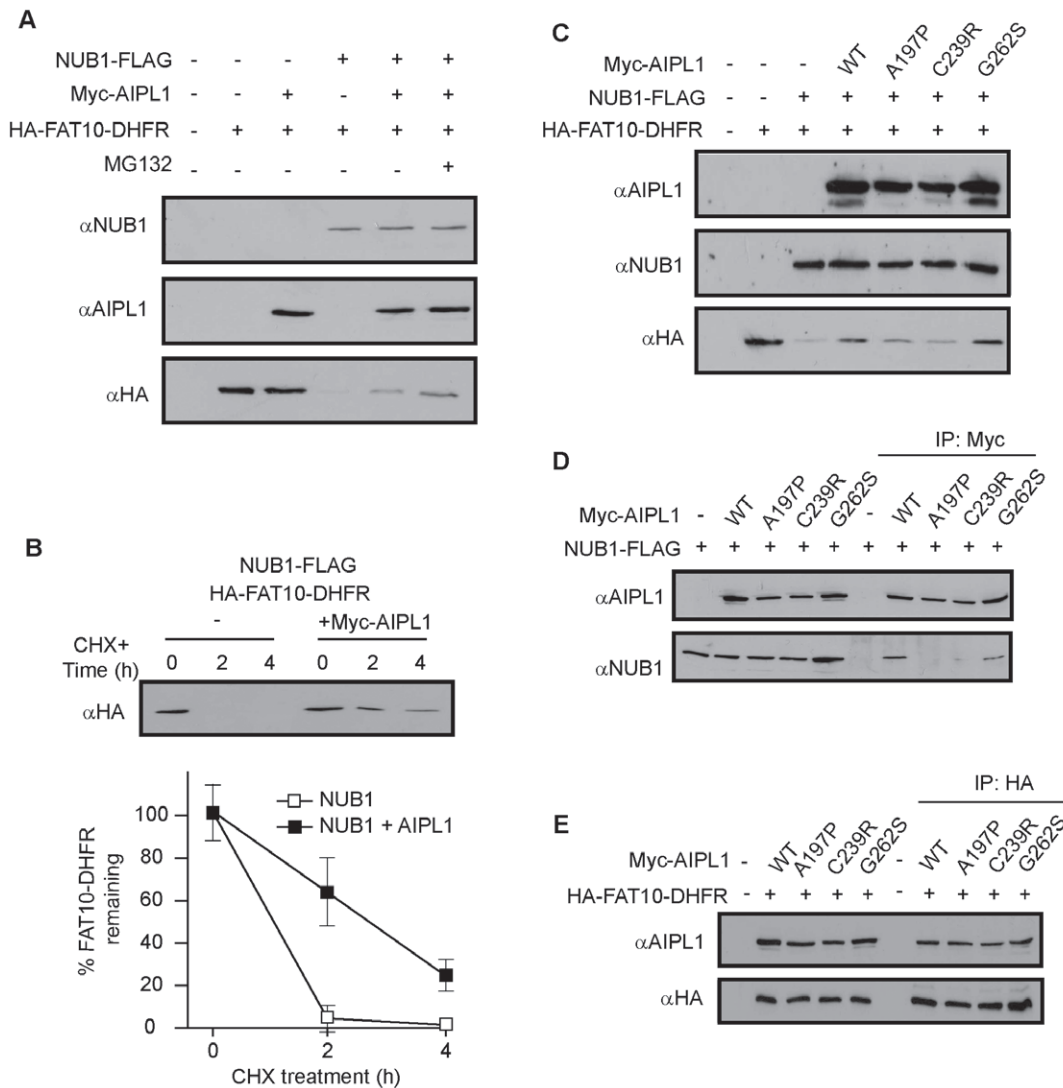 A
NUB1-FLAG - - - + + +
Myc-AIPL1 - - + - + +
HA-FAT10-DHFR - + + + + +
MG132 - - - - - +
αNUB1
αAIPL1
αHA
B
NUB1-FLAG
HA-FAT10-DHFR
- +Myc-AIPL1
CHX+
Time (h) 0 2 4 0 2 4
αHA
NUB1
NUB1 + AIPL1
% FAT10-DHFR
remaining
100
80
60
40
20
0
0 2 4
CHX treatment (h)
C
Myc-AIPL1 - - - WT A197P C239R G262S
NUB1-FLAG - - + + + + +
HA-FAT10-DHFR - + + + + + +
αAIPL1
αNUB1
αHA
D
IP: Myc
Myc-AIPL1 - WT A197P C239R G262S - WT A197P C239R G262S
NUB1-FLAG + + + + + + + + + +
αAIPL1
αNUB1
E
IP: HA
Myc-AIPL1 - WT A197P C239R G262S - WT A197P C239R G262S
HA-FAT10-DHFR - + + + + - + + + +
αAIPL1
αHA